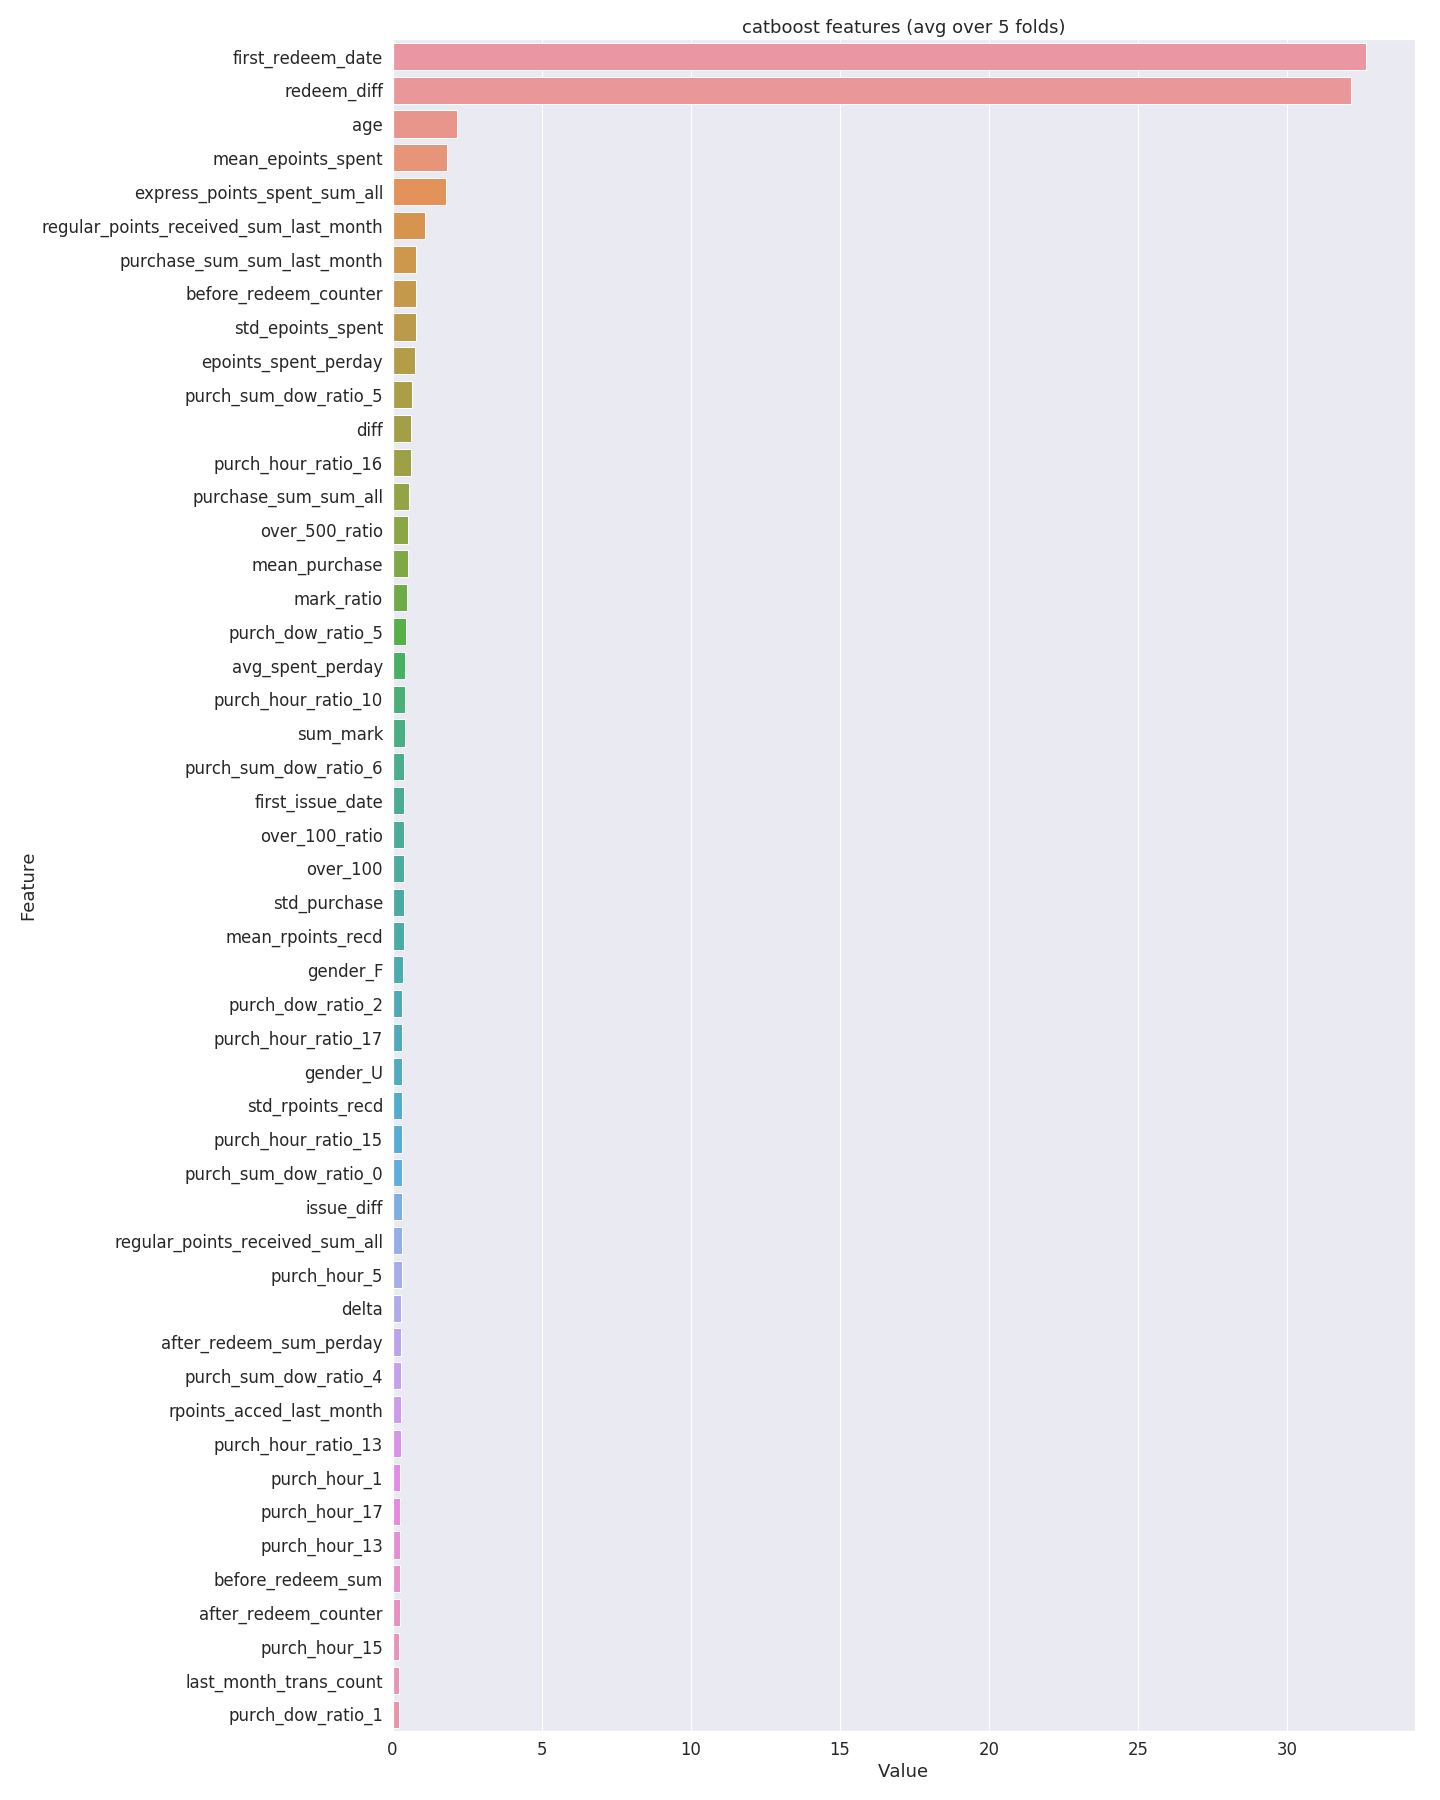 catboost features (avg over 5 folds)
first_redeem_date
redeem_diff
age
mean_epoints_spent
express_points_spent_sum_all
regular_points_received_sum_last_month
purchase_sum_sum_last_month
before_redeem_counter
std_epoints_spent
epoints_spent_perday
purch_sum_dow_ratio_5
diff
purch_hour_ratio_16
purchase_sum_sum_all
over_500_ratio
mean_purchase
mark_ratio
purch_dow_ratio_5
avg_spent_perday
purch_hour_ratio_10
sum_mark
purch_sum_dow_ratio_6
first_issue_date
over_100_ratio
over_100
std_purchase
mean_rpoints_recd
gender_F
purch_dow_ratio_2
purch_hour_ratio_17
gender_U
std_rpoints_recd
purch_hour_ratio_15
purch_sum_dow_ratio_0
issue_diff
regular_points_received_sum_all
purch_hour_5
delta
after_redeem_sum_perday
purch_sum_dow_ratio_4
rpoints_acced_last_month
purch_hour_ratio_13
purch_hour_1
purch_hour_17
purch_hour_13
before_redeem_sum
after_redeem_counter
purch_hour_15
last_month_trans_count
purch_dow_ratio_1
Feature
0 5 10 15 20 25 30
Value